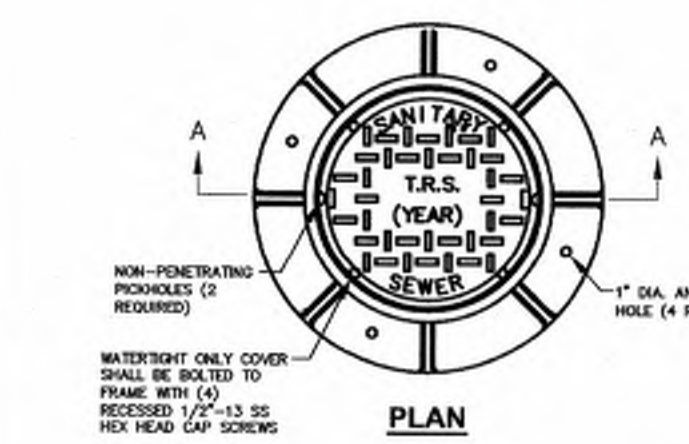 SANITARY
A
A
T.R.S.
(YEAR)
NON-PENETRATING
PICKHOLES (2
REQUIRED)
SEWER
1" DIA.
HOLE (4
WATERTIGHT ONLY COVER
SHALL BE BOLTED TO
FRAME WITH (4)
RECESSED 1/2"-13 SS
HEX HEAD CAP SCREWS
PLAN